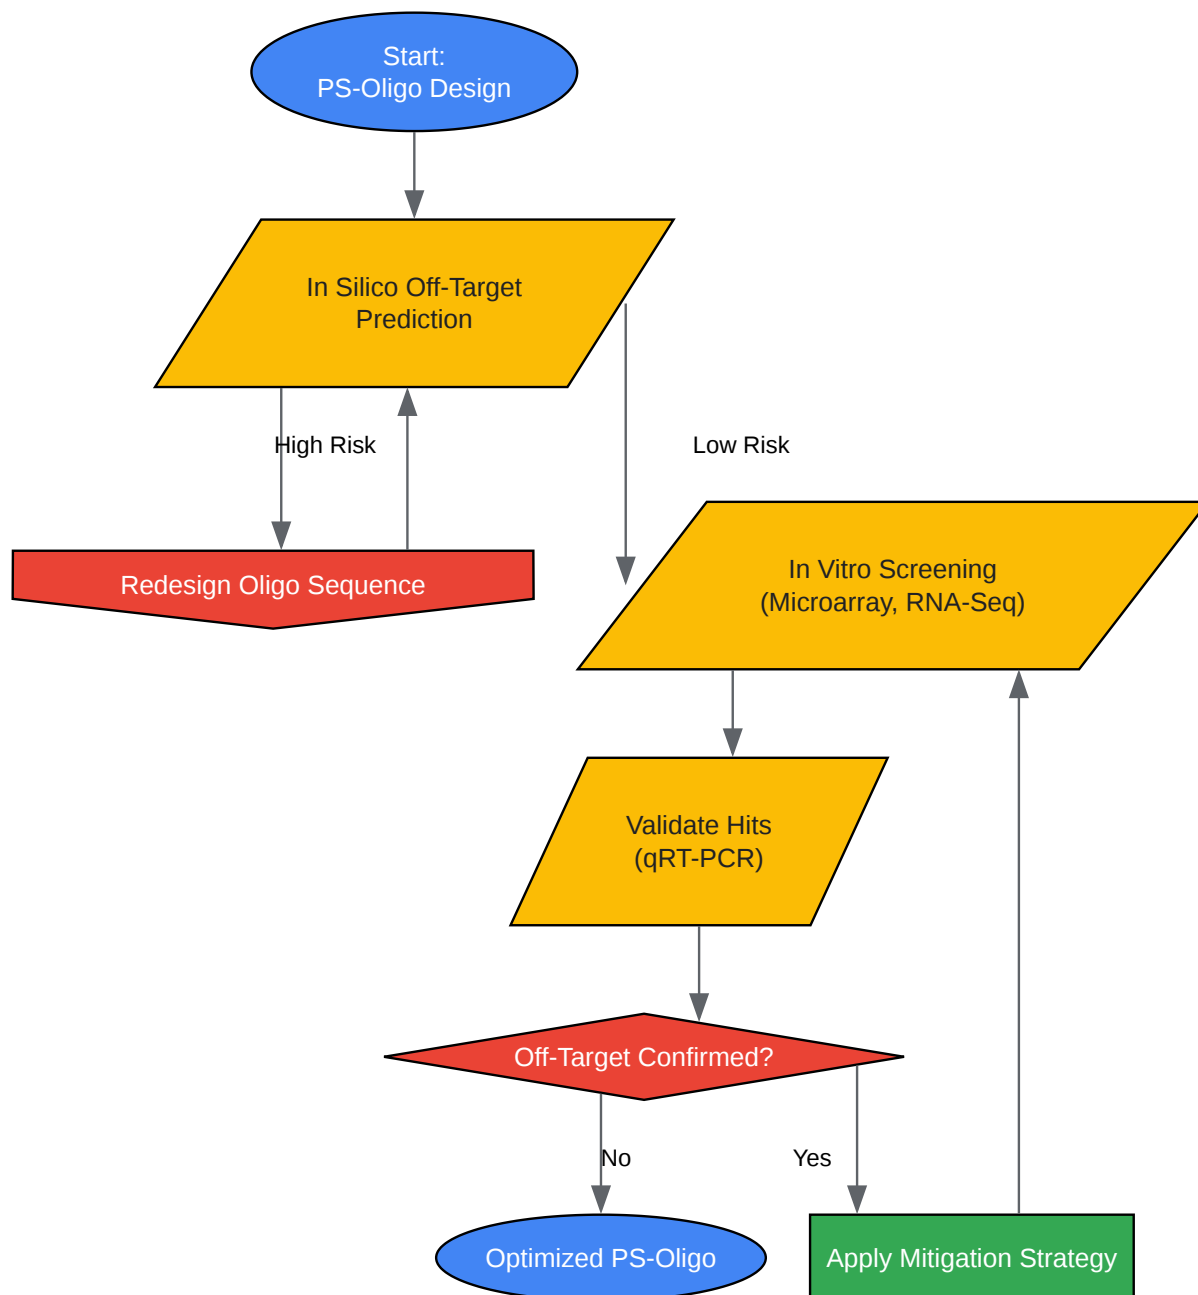 Start:
PS-Oligo Design
In Silico Off-Target
Prediction
High Risk
Low Risk
Redesign Oligo Sequence
In Vitro Screening
(Microarray, RNA-Seq)
Validate Hits
(qRT-PCR)
Off-Target Confirmed?
No
Yes
Optimized PS-Oligo
Apply Mitigation Strategy